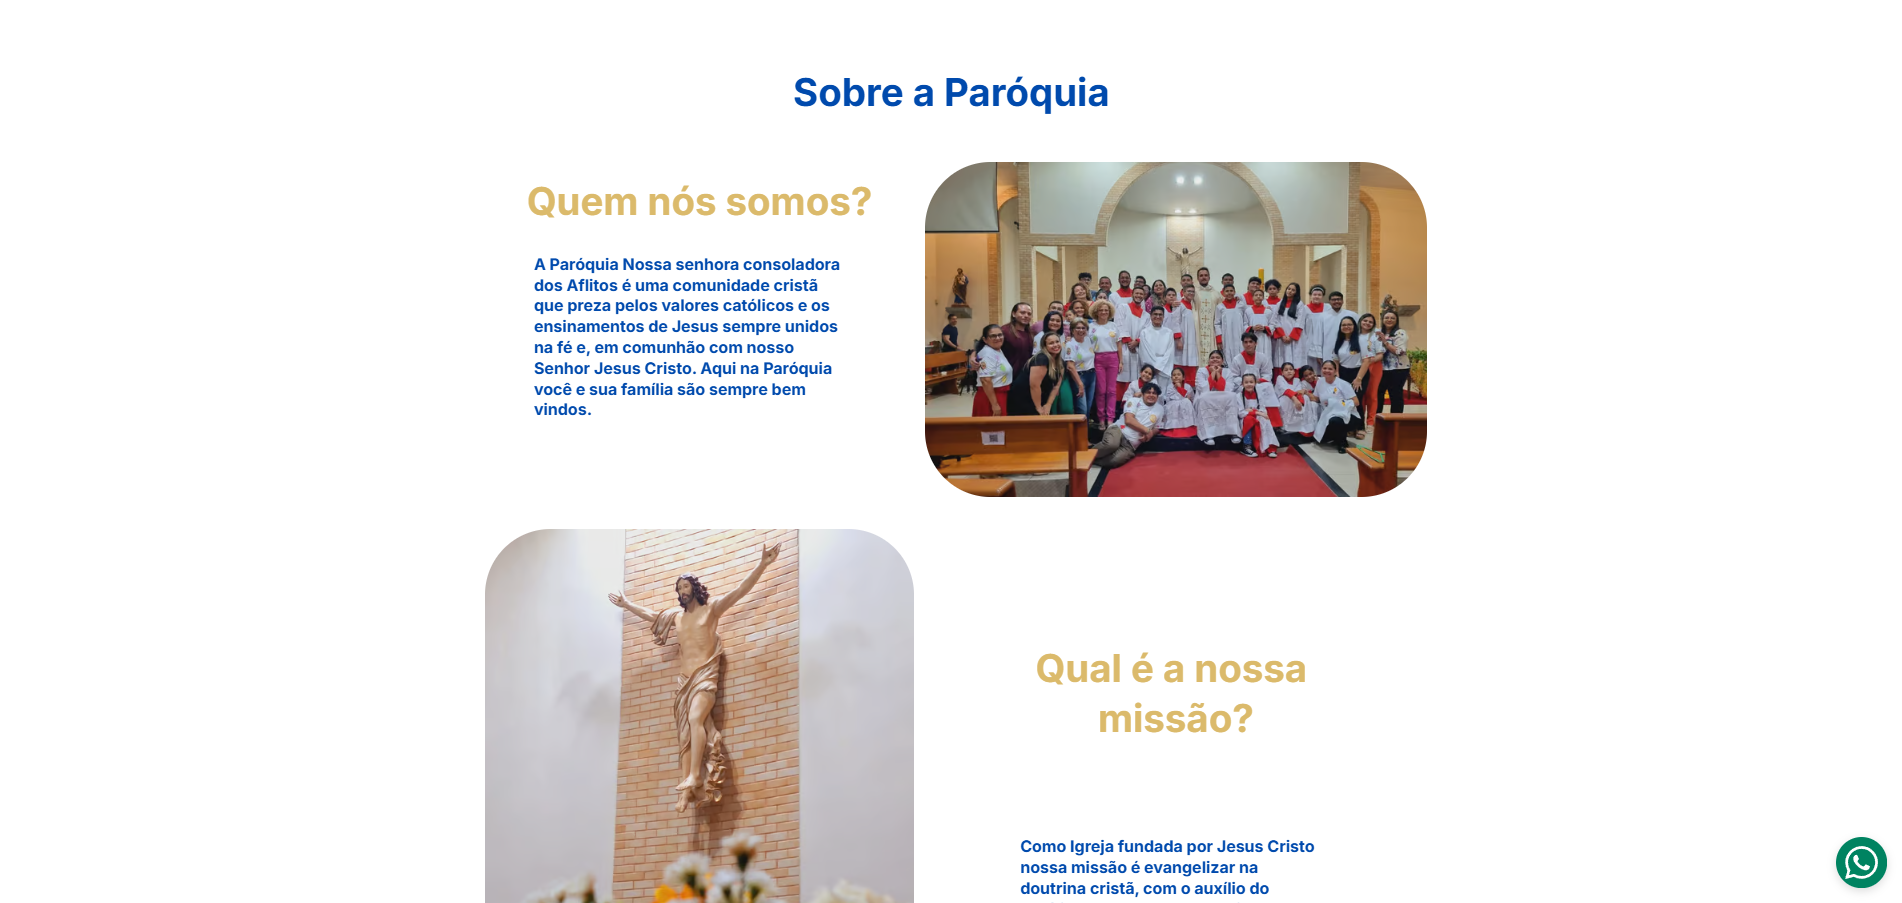 Sobre a Paróquia
Quem nós somos?
A Paróquia Nossa senhora consoladora
dos Aflitos é uma comunidade cristã
que preza pelos valores católicos e os
ensinamentos de Jesus sempre unidos
na fé e, em comunhão com nosso
Senhor Jesus Cristo. Aqui na Paróquia
você e sua família são sempre bem
vindos.
Qual é a nossa
missão?
Como Igreja fundada por Jesus Cristo
nossa missão é evangelizar na
doutrina cristã, com o auxílio do